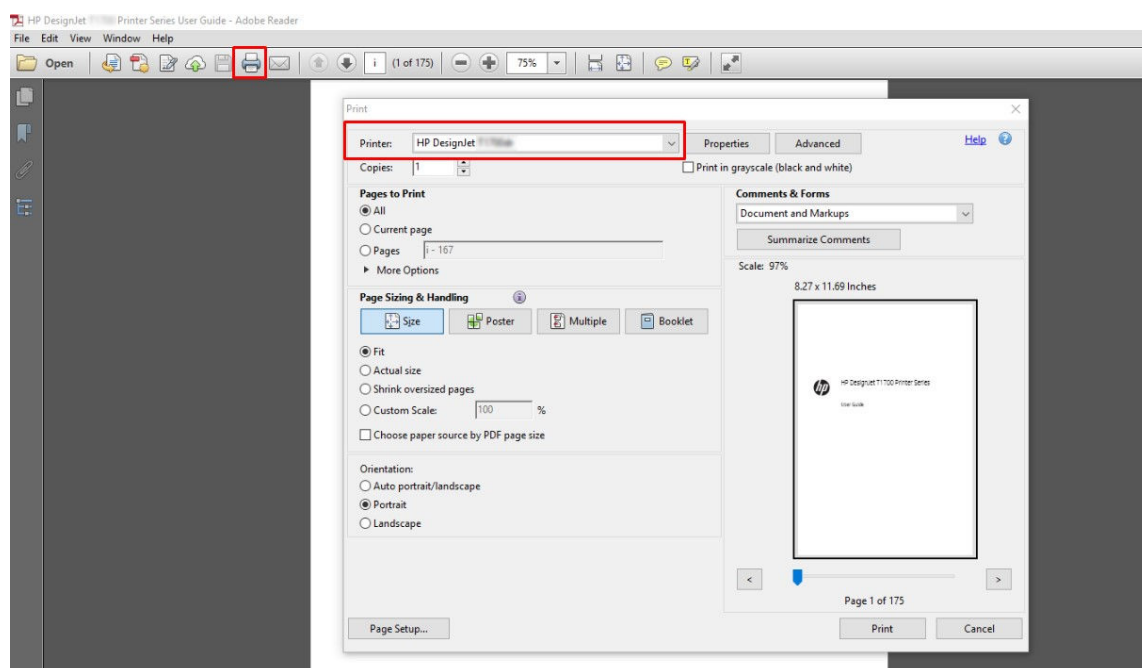 HP DesignJet Printer Series User Guide - Adobe Reader
File Edit View Window Help
Open i (1 of 175) 75%
Print
Printer: HP DesignJet Properties Advanced Help
Copies: 1 Print in grayscale (black and white)
Pages to Print
All
Current page
Pages i - 167
More Options
Comments & Forms
Document and Markups
Summarize Comments
Page Sizing & Handling
Size Poster Multiple Booklet
Fit
Actual size
Shrink oversized pages
Custom Scale: 100 %
Choose paper source by PDF page size
Orientation:
Auto portrait/landscape
Portrait
Landscape
Scale: 97%
8.27 x 11.69 Inches
hp
HP DesignJet T1700 Printer Series
User Guide
< >
Page 1 of 175
Page Setup... Print Cancel